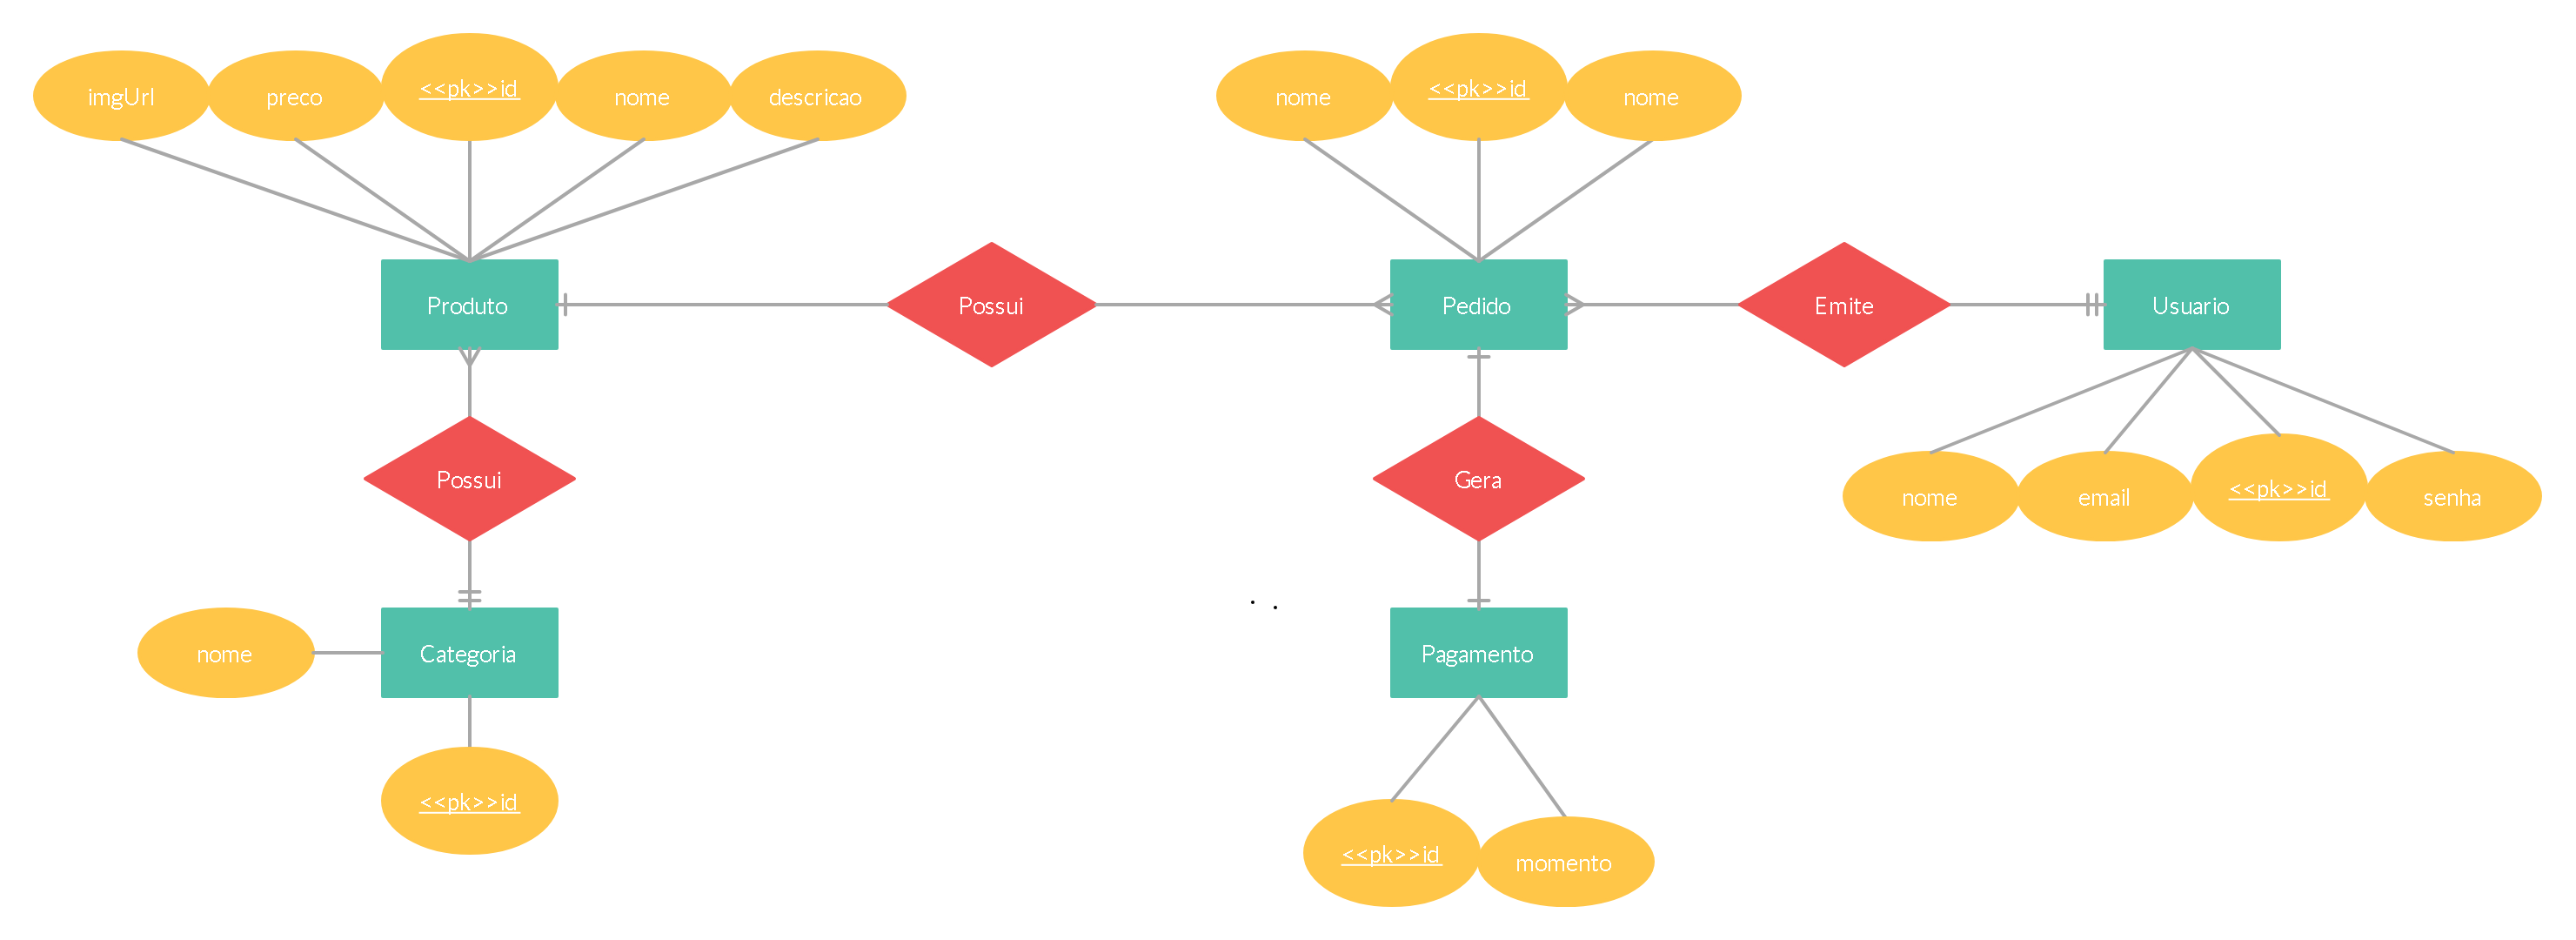 imgUrl
preco
<<pk>>id
nome
descricao
nome
<<pk>>id
nome
Produto
Possui
Pedido
Emite
Usuario
Possui
Gera
nome
email
<<pk>>id
senha
nome
Categoria
Pagamento
<<pk>>id
<<pk>>id
momento